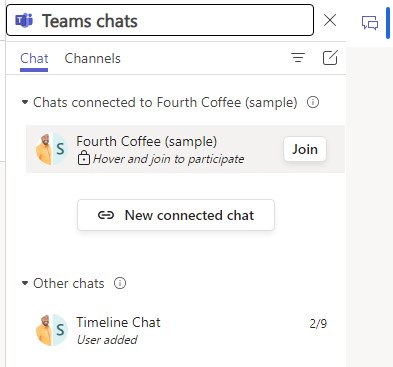 Teams chats
Chat Channels
Chats connected to Fourth Coffee (sample)
S
Fourth Coffee (sample)
Hover and join to participate
Join
New connected chat
Other chats
S
Timeline Chat
2/9
User added